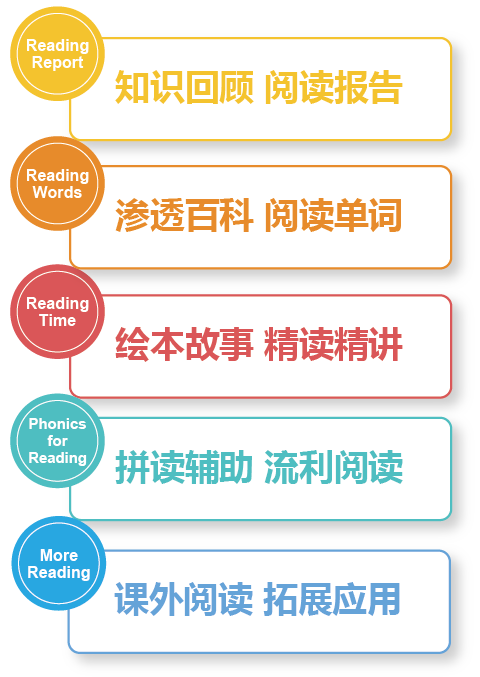 Reading
Report
知识回顾 阅读报告
Reading
Words
渗透百科 阅读单词
Reading
Time
绘本故事 精读精讲
Phonics
for
Reading
拼读辅助 流利阅读
More
Reading
课外阅读 拓展应用